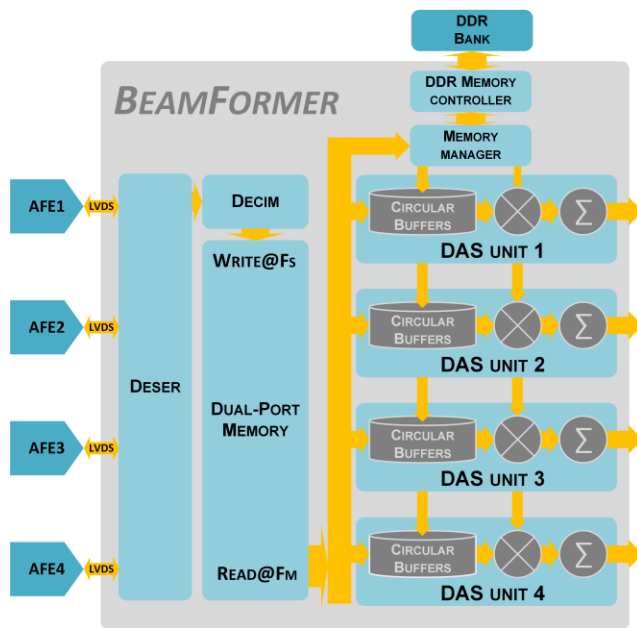 DDR
BANK
BEAMFORMER
DDR MEMORY
CONTROLLER
MEMORY
MANAGER
AFE1
LVDS
DECIM
CIRCULAR
BUFFERS
Σ
DAS UNIT 1
WRITE@FS
AFE2
LVDS
CIRCULAR
BUFFERS
Σ
DAS UNIT 2
DESER
DUAL-PORT
MEMORY
AFE3
LVDS
CIRCULAR
BUFFERS
Σ
DAS UNIT 3
AFE4
LVDS
READ@FM
CIRCULAR
BUFFERS
Σ
DAS UNIT 4